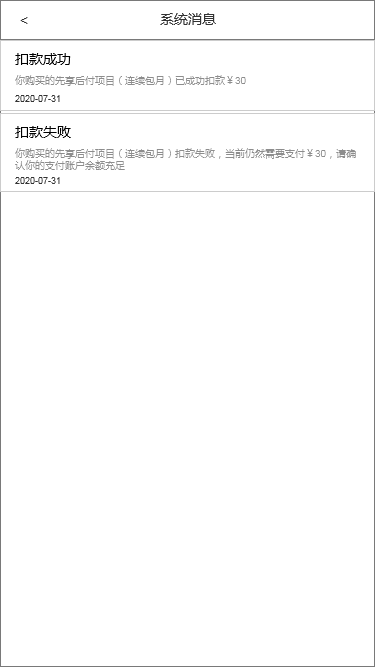 <
系统消息
扣款成功
你购买的先享后付项目（连续包月）已成功扣款￥30
2020-07-31
扣款失败
你购买的先享后付项目（连续包月）扣款失败，当前仍然需要支付￥30，请确
认你的支付账户余额充足
2020-07-31